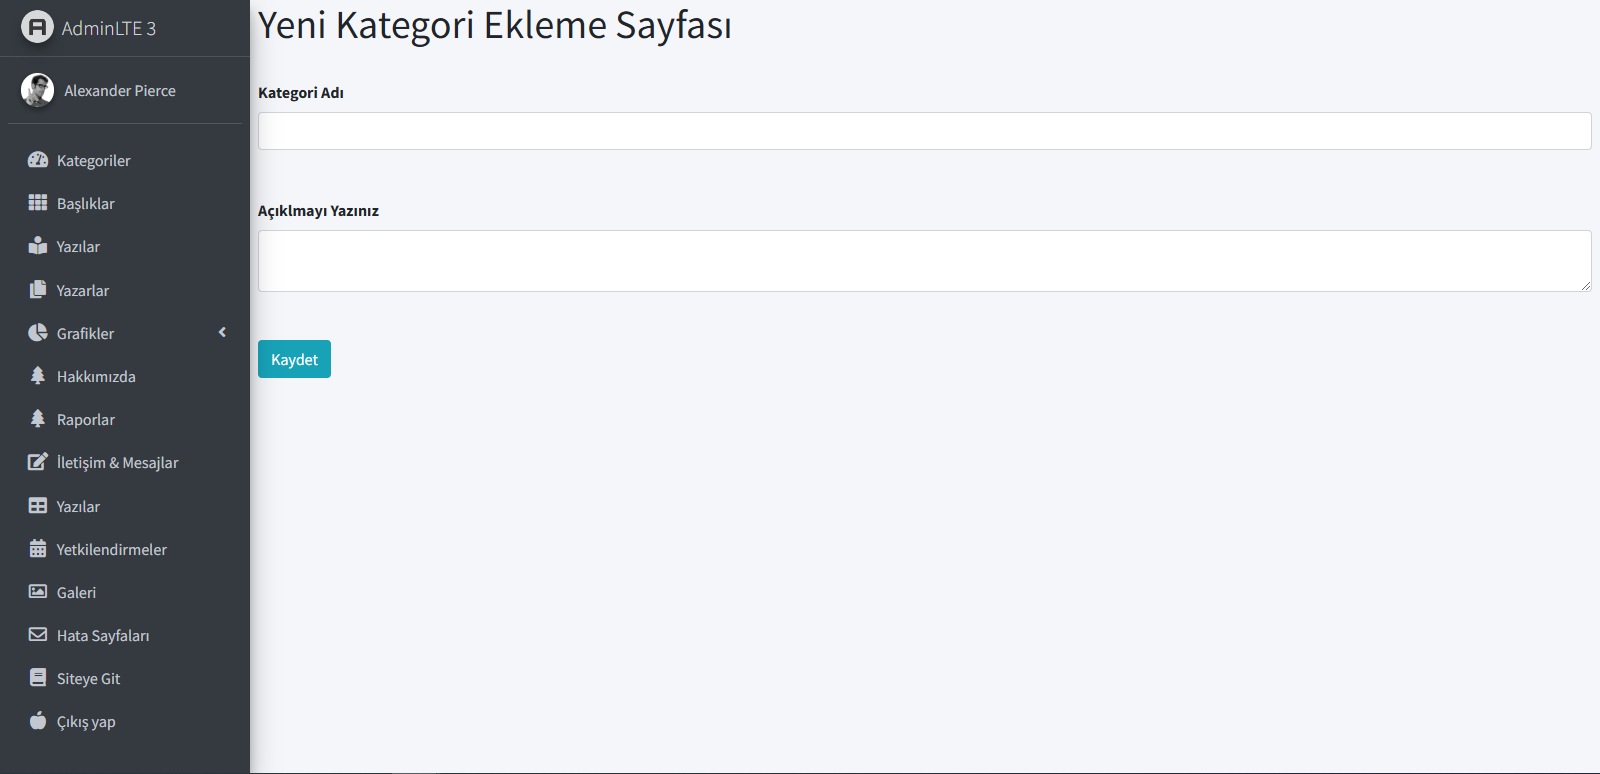 AdminLTE 3
Alexander Pierce
Kategoriler
Başlıklar
Yazılar
Yazarlar
Grafikler
Hakkımızda
Raporlar
İletişim & Mesajlar
Yazılar
Yetkilendirmeler
Galeri
Hata Sayfaları
Siteye Git
Çıkış yap
Yeni Kategori Ekleme Sayfası
Kategori Adı
Açıklmayı Yazınız
Kaydet